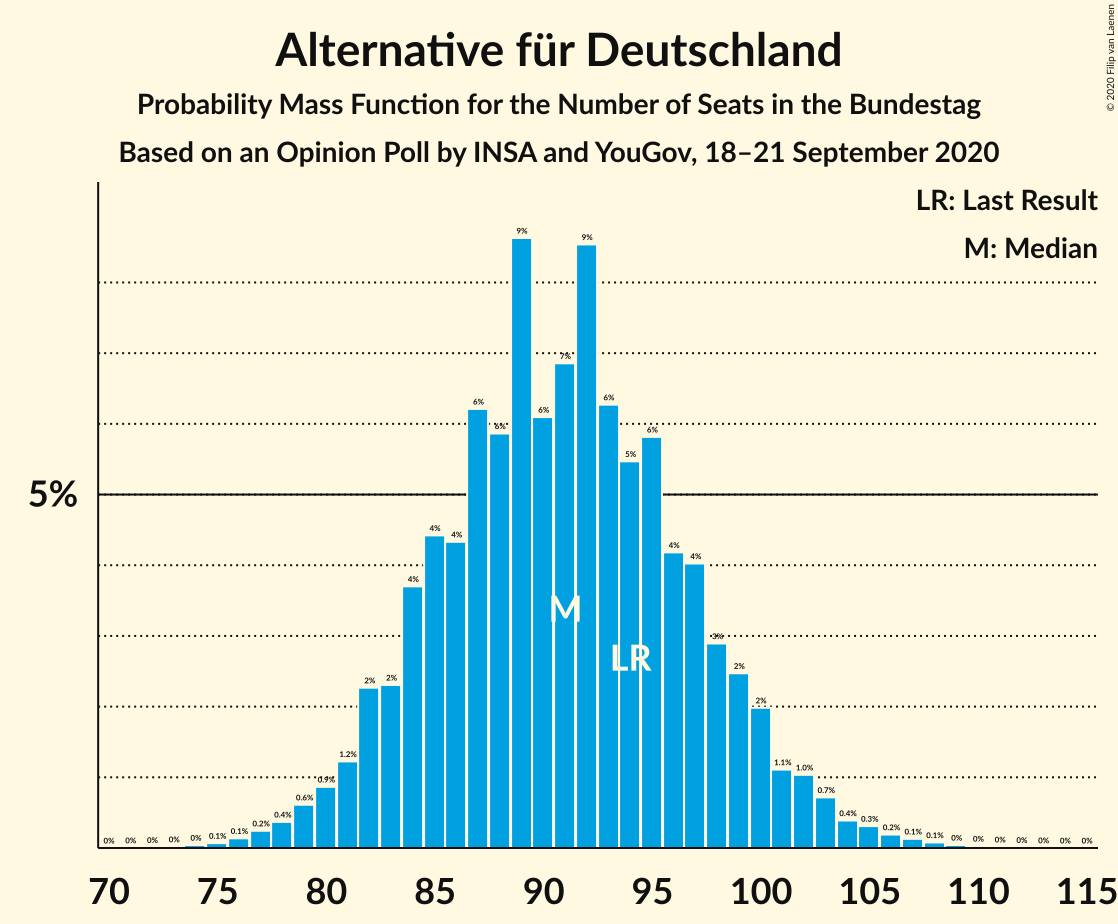 Alternative für Deutschland
Probability Mass Function for the Number of Seats in the Bundestag
Based on an Opinion Poll by INSA and YouGov, 18–21 September 2020
© 2020 Filip van Laenen
LR: Last Result
M: Median
5%
0% 0% 0% 0% 0% 0.1% 0.1% 0.2% 0.4% 0.6% 0.9% 1.2% 2% 2% 4% 4% 4% 6% 6% 9% 6% 7% 9% 6% 5% 6% 4% 4% 3% 2% 2% 1.1% 1.0% 0.7% 0.4% 0.3% 0.2% 0.1% 0.1% 0% 0% 0% 0% 0% 0% 0%
M
LR
70 75 80 85 90 95 100 105 110 115